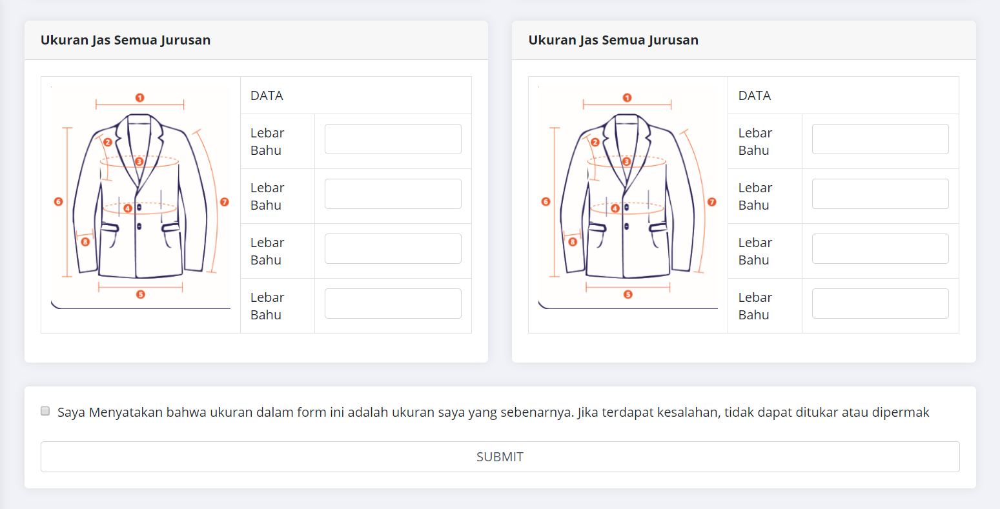 Ukuran Jas Semua Jurusan
1
2
3
4
5
6
7
8
DATA
Lebar
Bahu
Lebar
Bahu
Lebar
Bahu
Lebar
Bahu
Ukuran Jas Semua Jurusan
1
2
3
4
5
6
7
8
DATA
Lebar
Bahu
Lebar
Bahu
Lebar
Bahu
Lebar
Bahu
Saya Menyatakan bahwa ukuran dalam form ini adalah ukuran saya yang sebenarnya. Jika terdapat kesalahan, tidak dapat ditukar atau dipermak
SUBMIT